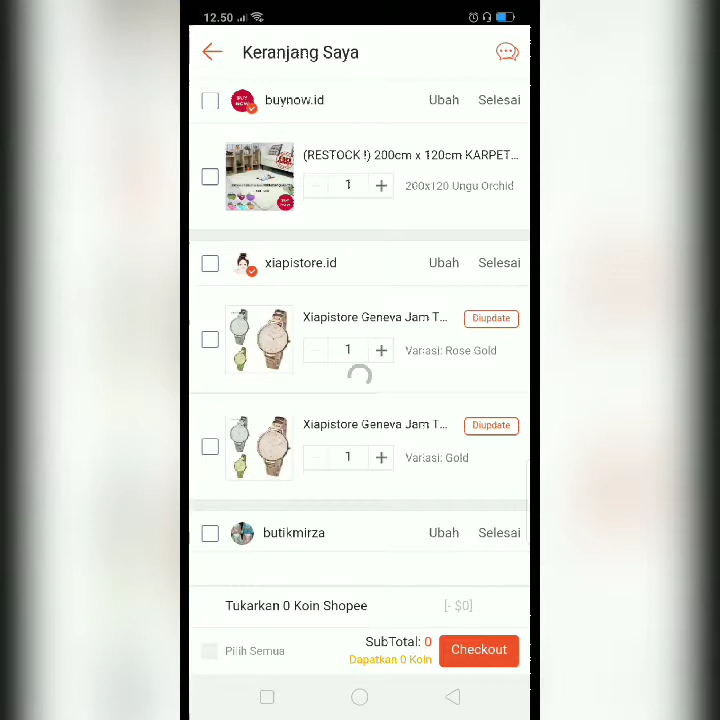 12.50
Keranjang Saya
buynow.id Ubah Selesai
(RESTOCK !) 200cm x 120cm KARPET...
1 + 200x120 Ungu Orchid
BUY NOW
xiapistore.id Ubah Selesai
Xiapistore Geneva Jam T... Diupdate
1 + Variasi: Rose Gold
Xiapistore Geneva Jam T... Diupdate
1 + Variasi: Gold
butikmirza Ubah Selesai
Tukarkan 0 Koin Shopee [- $0]
Pilih Semua SubTotal: 0 Checkout
Dapatkan 0 Koin